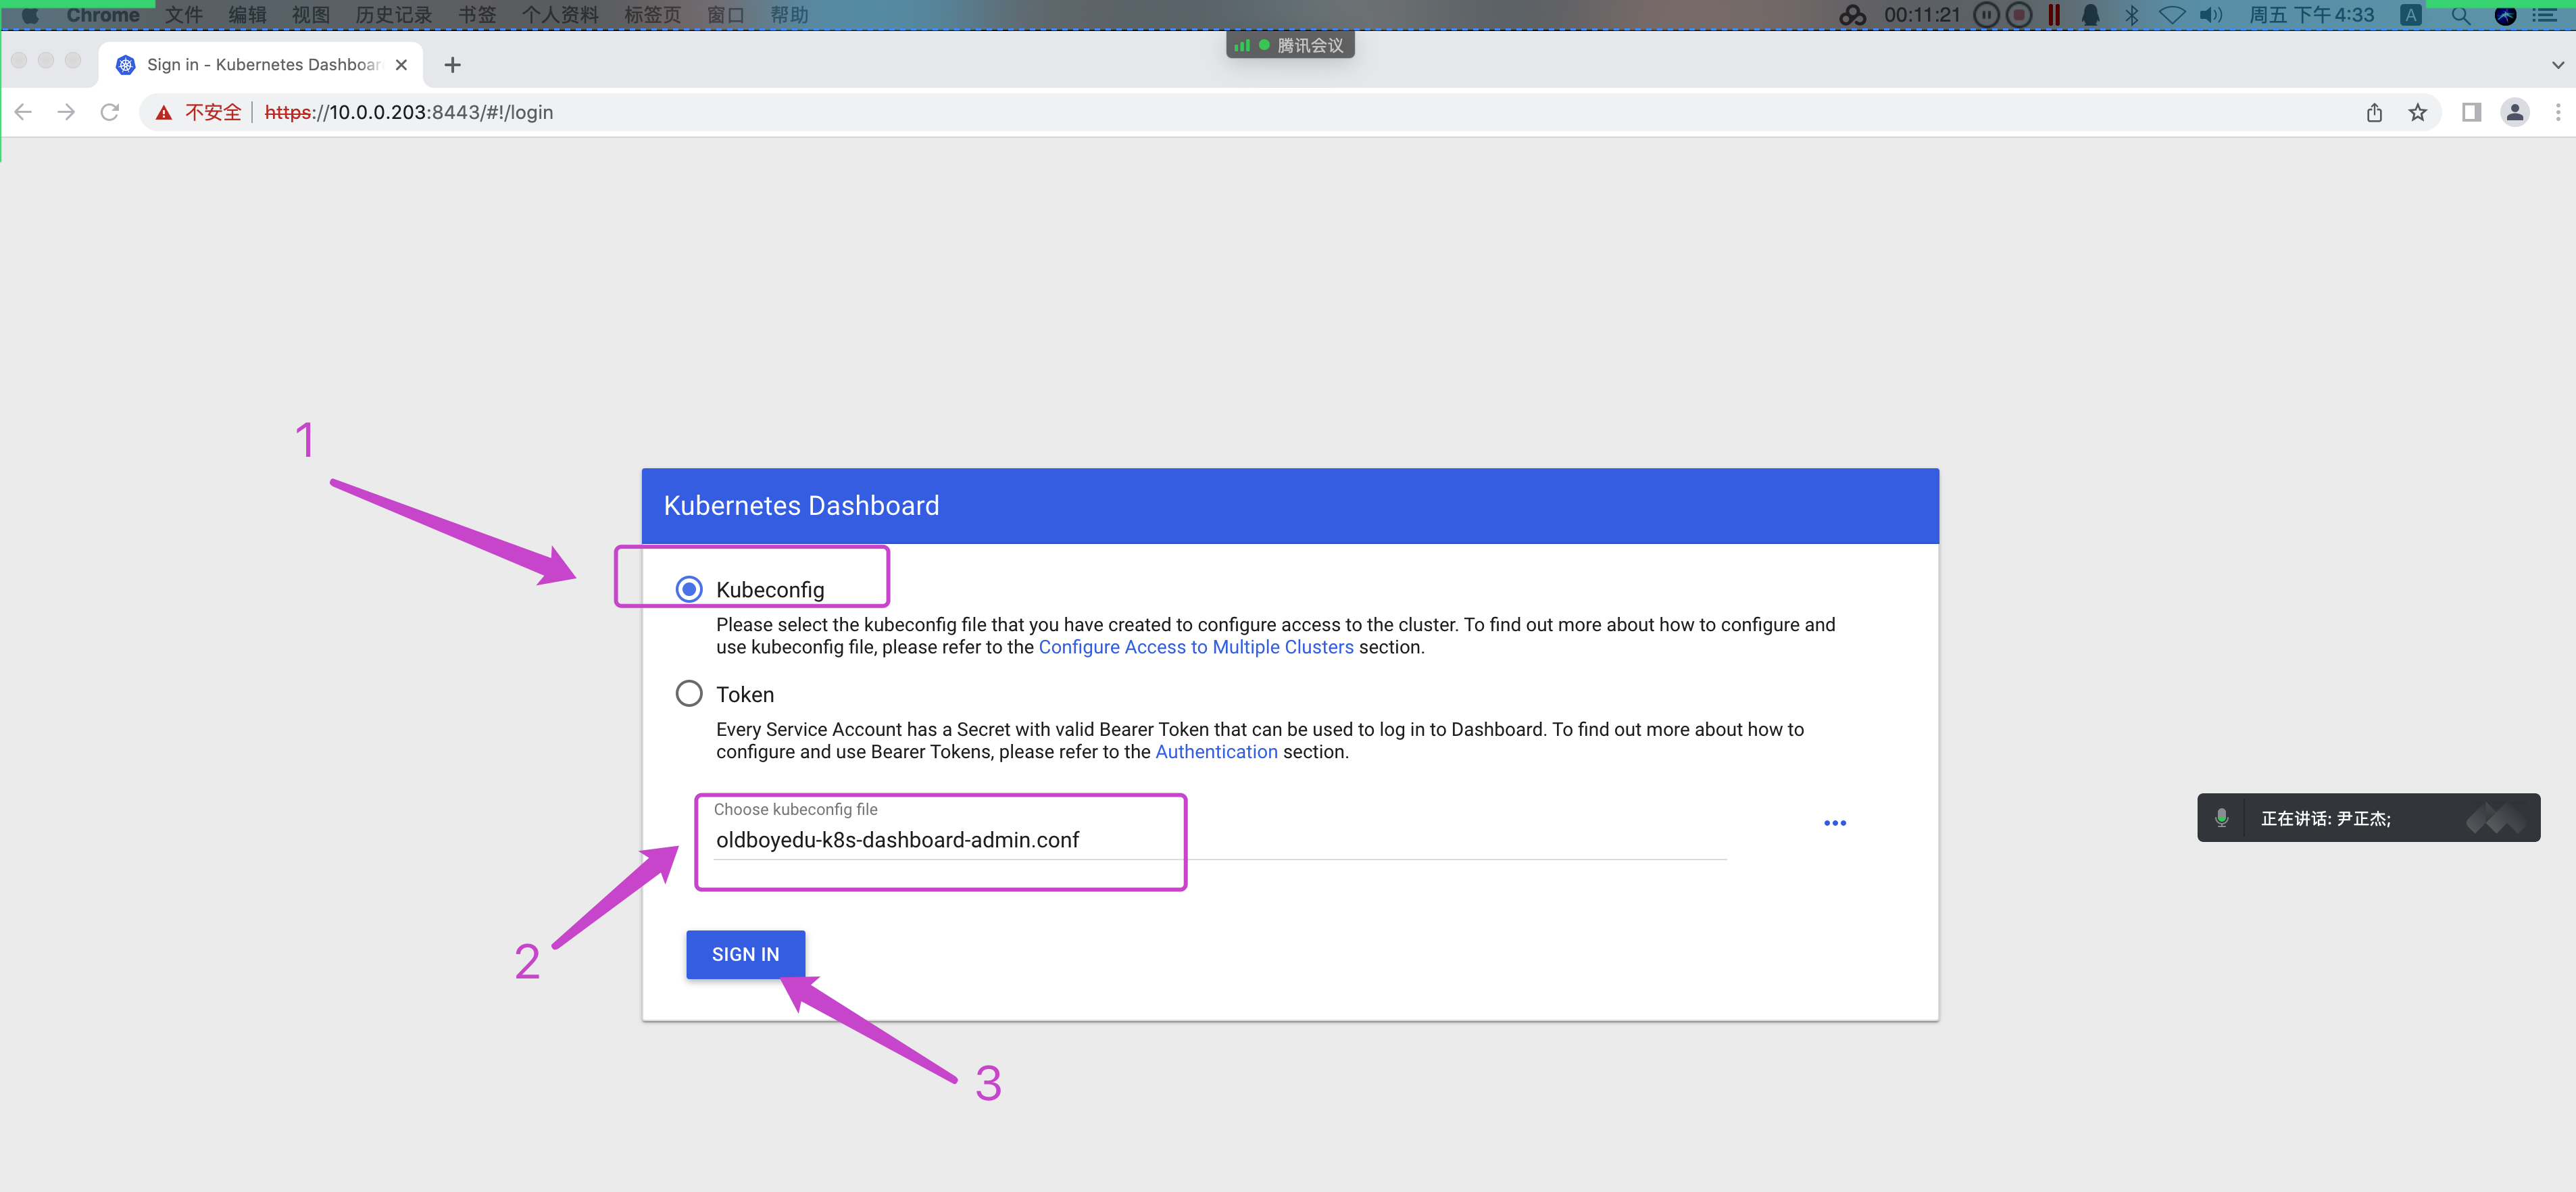 Chrome 文件 编辑 视图 历史记录 书签 个人资料 标签页 窗口 帮助 00:11:21 周五 下午4:33 A
腾讯会议
Sign in - Kubernetes Dashboar
不安全 https://10.0.0.203:8443/#!/login
1
Kubernetes Dashboard
Kubeconfig
Please select the kubeconfig file that you have created to configure access to the cluster. To find out more about how to configure and
use kubeconfig file, please refer to the Configure Access to Multiple Clusters section.
Token
Every Service Account has a Secret with valid Bearer Token that can be used to log in to Dashboard. To find out more about how to
configure and use Bearer Tokens, please refer to the Authentication section.
Choose kubeconfig file
oldboyedu-k8s-dashboard-admin.conf
正在讲话: 尹正杰;
2
SIGN IN
3